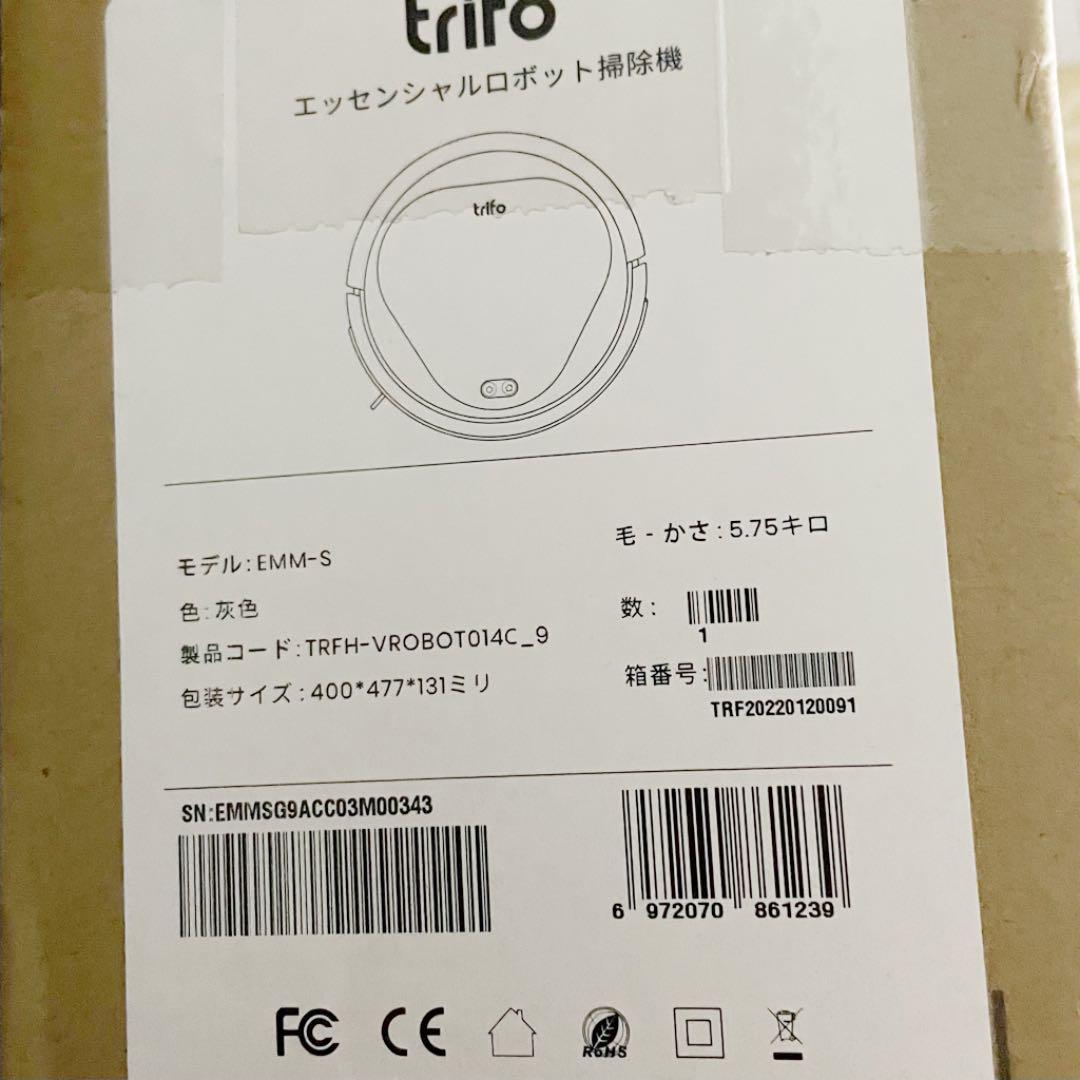 trifo
エッセンシャルロボット掃除機
trifo
モデル:EMM-S
色:灰色
製品コード:TRFH-VROBOT014C_9
包装サイズ:400*477*131ミリ
毛 - かさ:5.75キロ
数:
1
箱番号:
TRF20220120091
SN:EMMSG9ACC03M00343
6 972070 861239
FC CE
RoHS